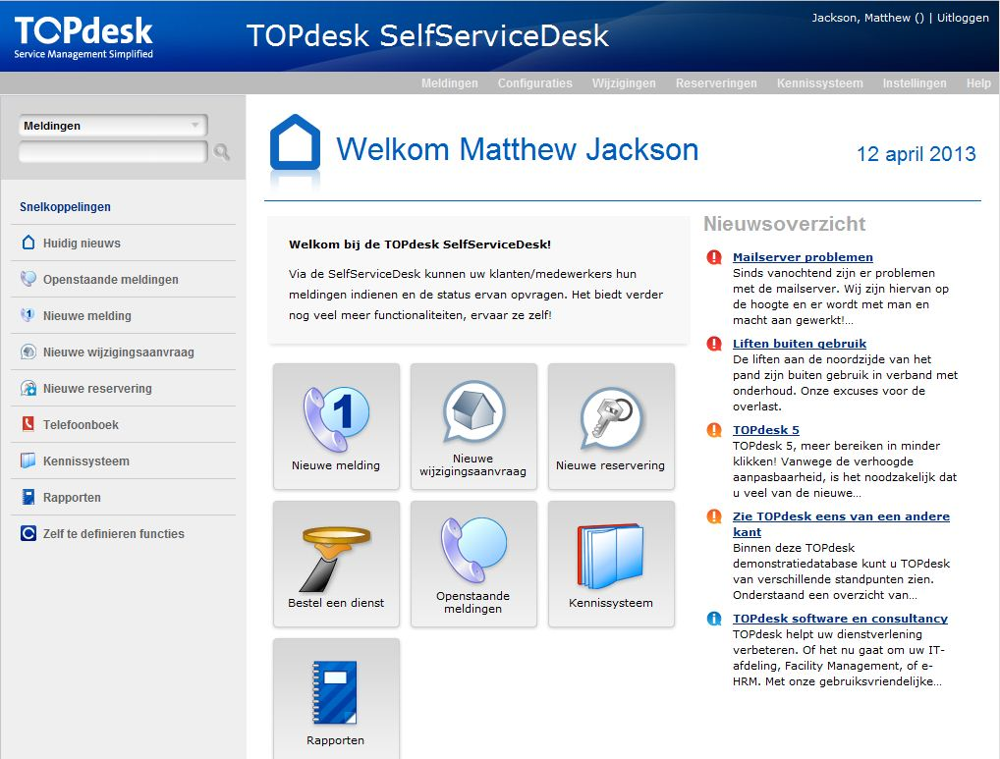 TOPdesk
Service Management Simplified
TOPdesk SelfServiceDesk
Jackson, Matthew () | Uitloggen
Meldingen Configuraties Wijzigingen Reserveringen Kennissysteem Instellingen Help
Meldingen
Snelkoppelingen
Huidig nieuws
Openstaande meldingen
1 Nieuwe melding
Nieuwe wijzigingsaanvraag
Nieuwe reservering
Telefoonboek
Kennissysteem
Rapporten
Zelf te definieren functies
Welkom Matthew Jackson
12 april 2013
Welkom bij de TOPdesk SelfServiceDesk!
Via de SelfServiceDesk kunnen uw klanten/medewerkers hun
meldingen indienen en de status ervan opvragen. Het biedt verder
nog veel meer functionaliteiten, ervaar ze zelf!
1
Nieuwe melding
Nieuwe
wijzigingsaanvraag
Nieuwe reservering
Bestel een dienst
Openstaande
meldingen
Kennissysteem
Rapporten
Nieuwsoverzicht
Mailserver problemen
Sinds vanochtend zijn er problemen
met de mailserver. Wij zijn hiervan op
de hoogte en er wordt met man en
macht aan gewerkt!...
Liften buiten gebruik
De liften aan de noordzijde van het
pand zijn buiten gebruik in verband met
onderhoud. Onze excuses voor de
overlast.
TOPdesk 5
TOPdesk 5, meer bereiken in minder
klikken! Vanwege de verhoogde
aanpasbaarheid, is het noodzakelijk dat
u veel van de nieuwe...
Zie TOPdesk eens van een andere
kant
Binnen deze TOPdesk
demonstratiedatabase kunt u TOPdesk
van verschillende standpunten zien.
Onderstaand een overzicht van...
TOPdesk software en consultancy
TOPdesk helpt uw dienstverlening
verbeteren. Of het nu gaat om uw IT-
afdeling, Facility Management, of e-
HRM. Met onze gebruiksvriendelijke...